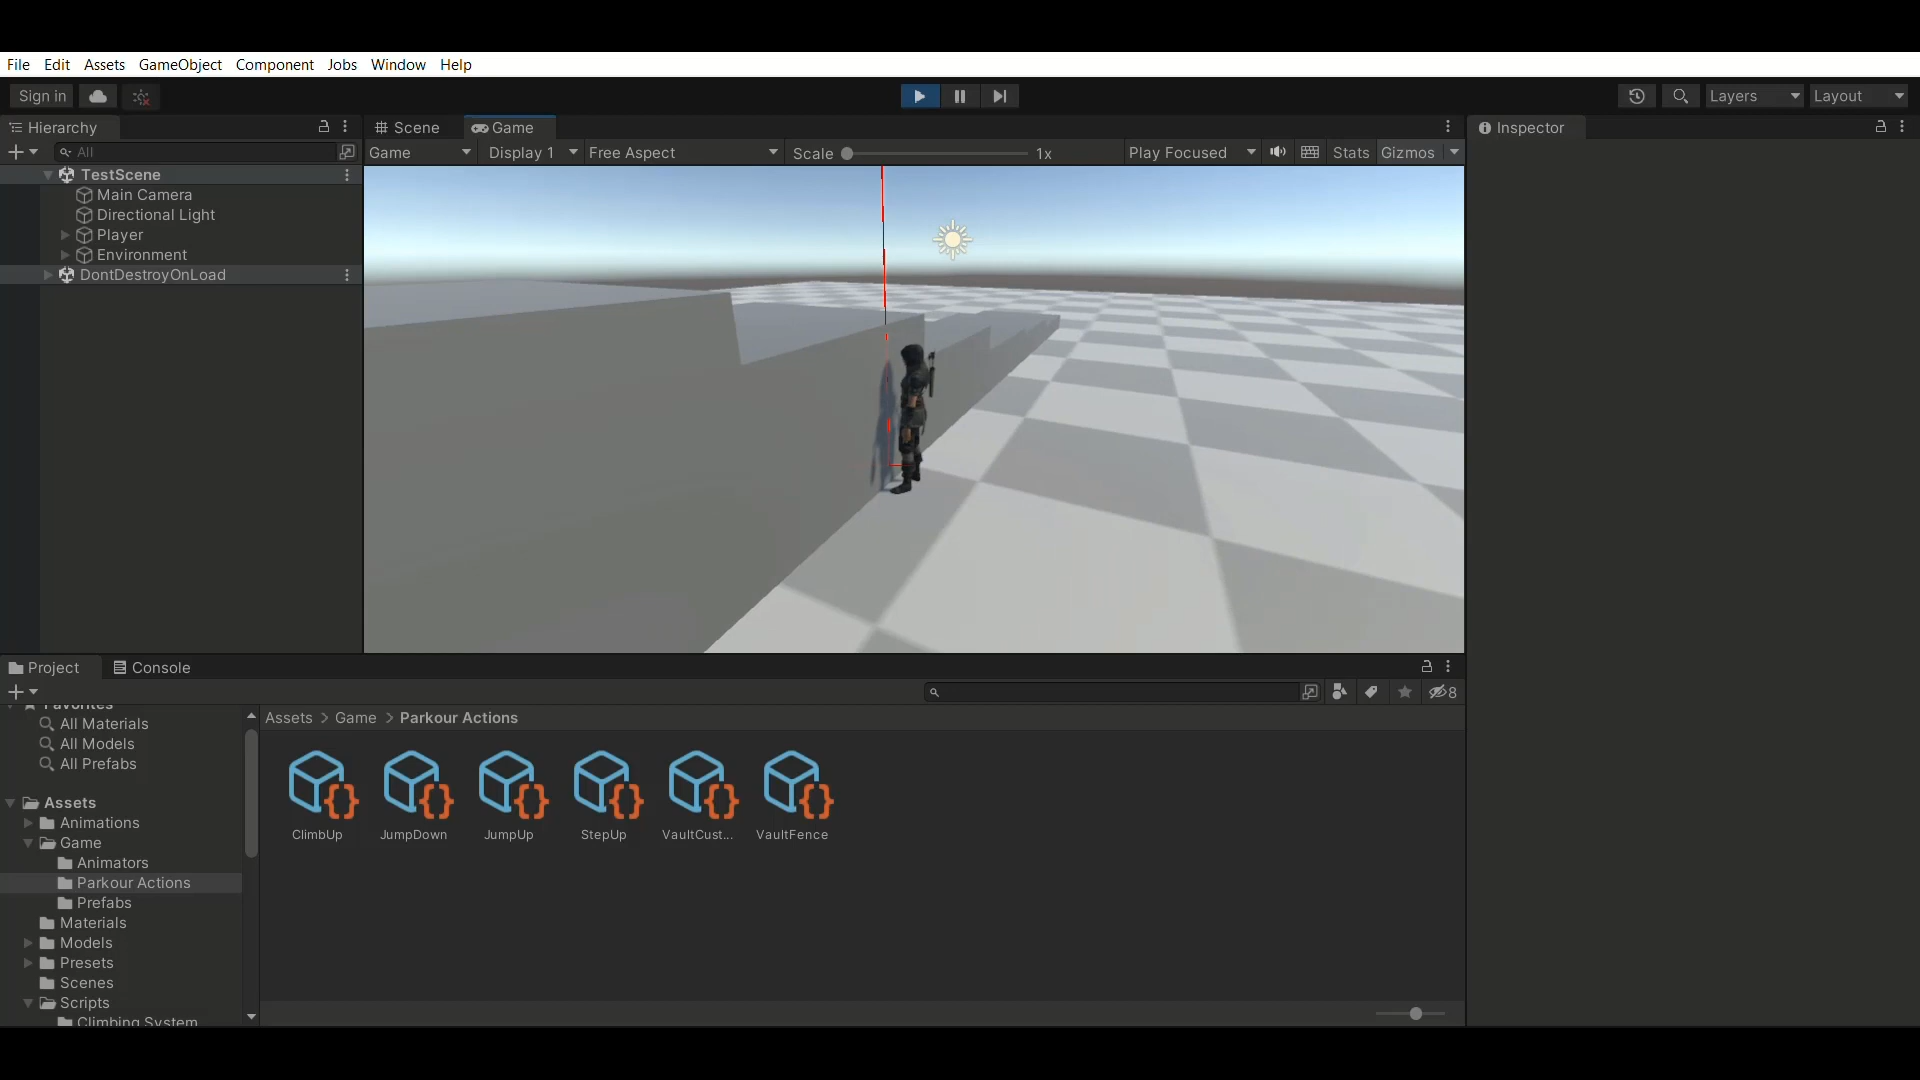 File Edit Assets GameObject Component Jobs Window Help
Sign in Layers Layout
Hierarchy
All
TestScene
Main Camera
Directional Light
Player
Environment
DontDestroyOnLoad
Scene Game
Game Display 1 Free Aspect Scale 1x Play Focused Stats Gizmos
Inspector
Project Console
8
Favorites
All Materials
All Models
All Prefabs
Assets
Animations
Game
Animators
Parkour Actions
Prefabs
Materials
Models
Presets
Scenes
Scripts
Climbing System
Assets > Game > Parkour Actions
ClimbUp JumpDown JumpUp StepUp VaultCust... VaultFence